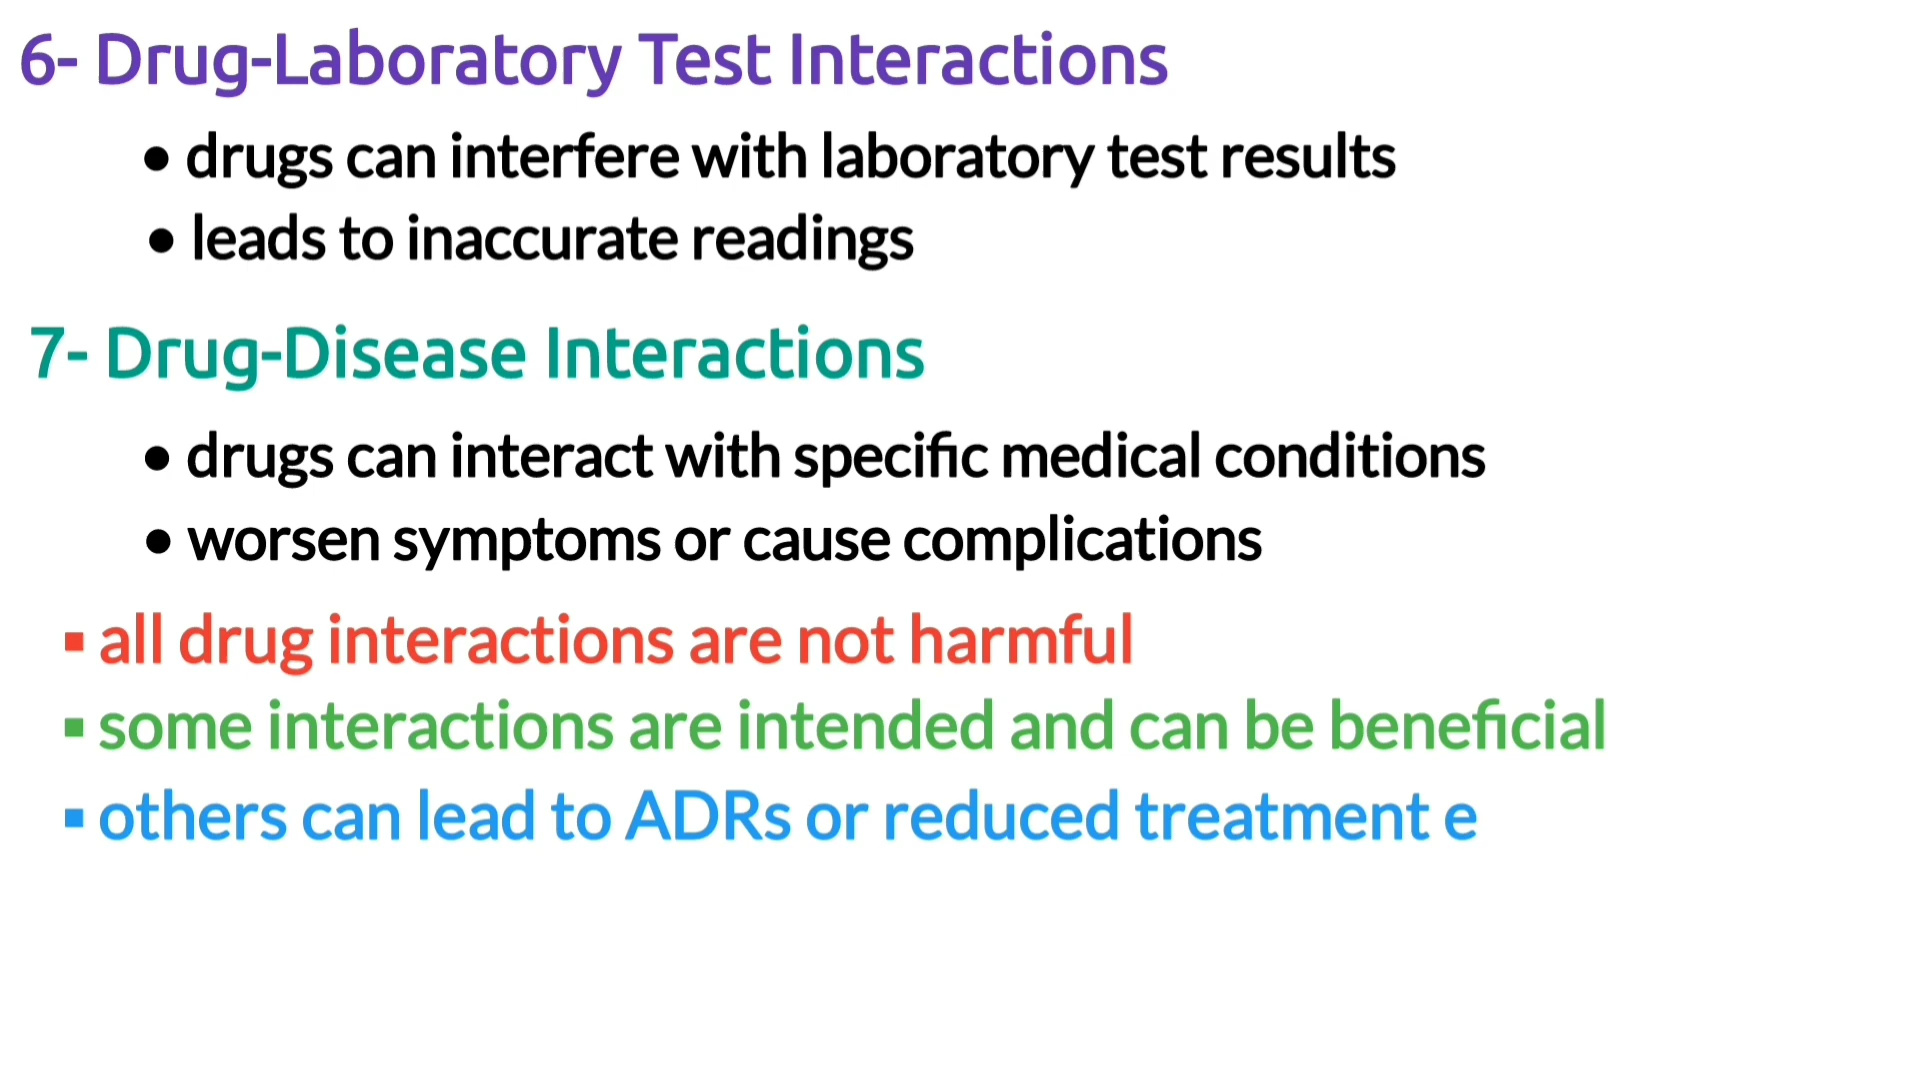 6- Drug-Laboratory Test Interactions
● drugs can interfere with laboratory test results
● leads to inaccurate readings
7- Drug-Disease Interactions
● drugs can interact with specific medical conditions
● worsen symptoms or cause complications
▪ all drug interactions are not harmful
▪ some interactions are intended and can be beneficial
▪ others can lead to ADRs or reduced treatment e